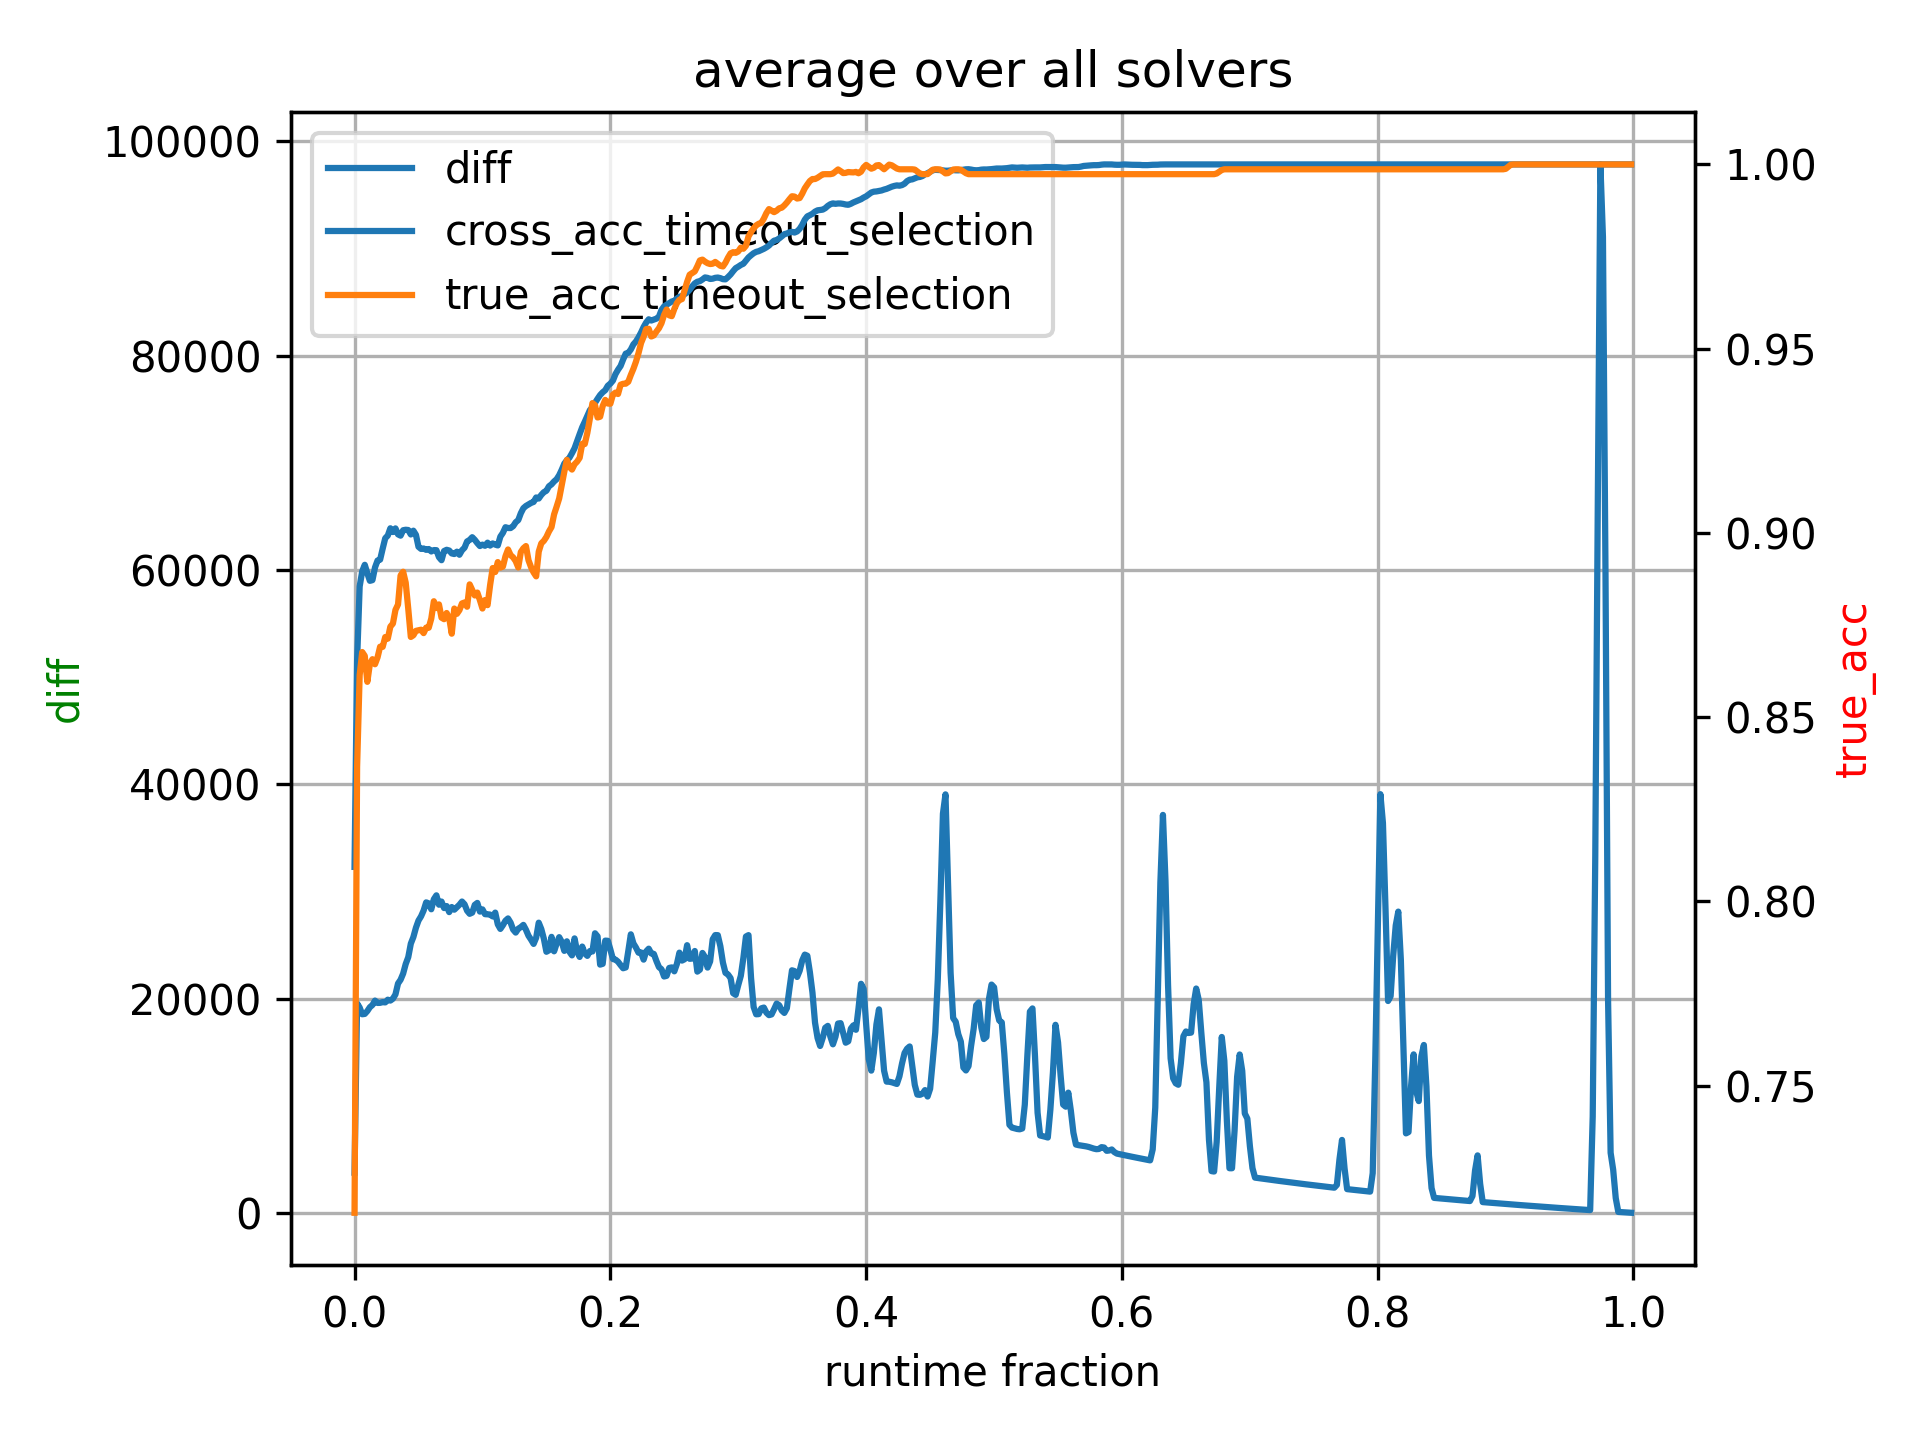 average over all solvers
diff
cross_acc_timeout_selection
true_acc_timeout_selection
100000
80000
60000
40000
20000
0
diff
1.00
0.95
0.90
0.85
0.80
0.75
true_acc
0.0 0.2 0.4 0.6 0.8 1.0
runtime fraction